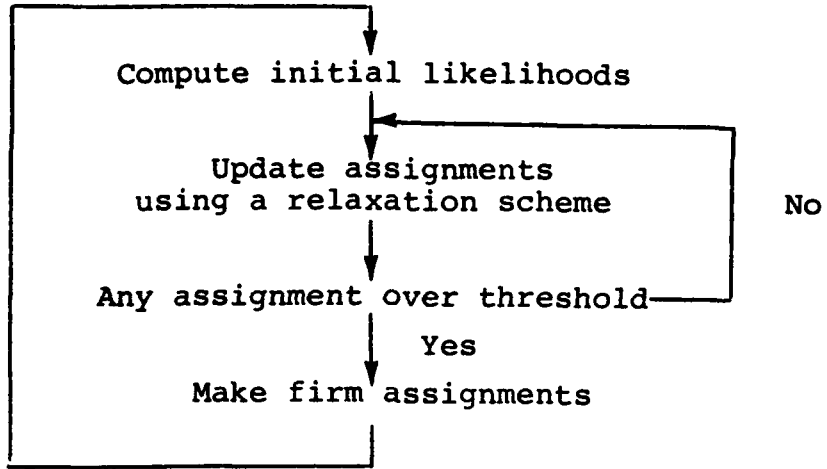 Compute initial likelihoods
Update assignments
using a relaxation scheme
No
Any assignment over threshold
Yes
Make firm assignments